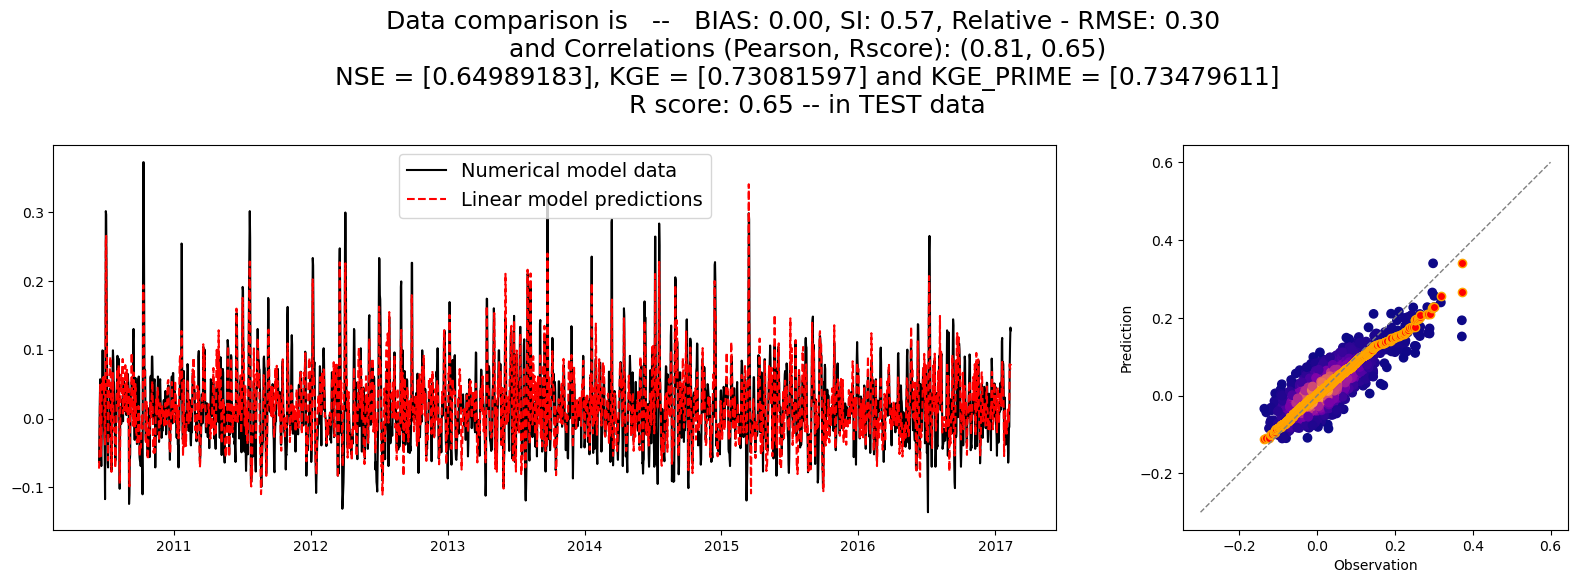 Data comparison is   --   BIAS: 0.00, SI: 0.57, Relative - RMSE: 0.30
and Correlations (Pearson, Rscore): (0.81, 0.65)
NSE = [0.64989183], KGE = [0.73081597] and KGE_PRIME = [0.73479611]
R score: 0.65 -- in TEST data
Numerical model data
Linear model predictions
0.3
0.2
0.1
0.0
−0.1
2011
2012
2013
2014
2015
2016
2017
Prediction
0.6
0.4
0.2
0.0
−0.2
−0.2
0.0
0.2
0.4
0.6
Observation